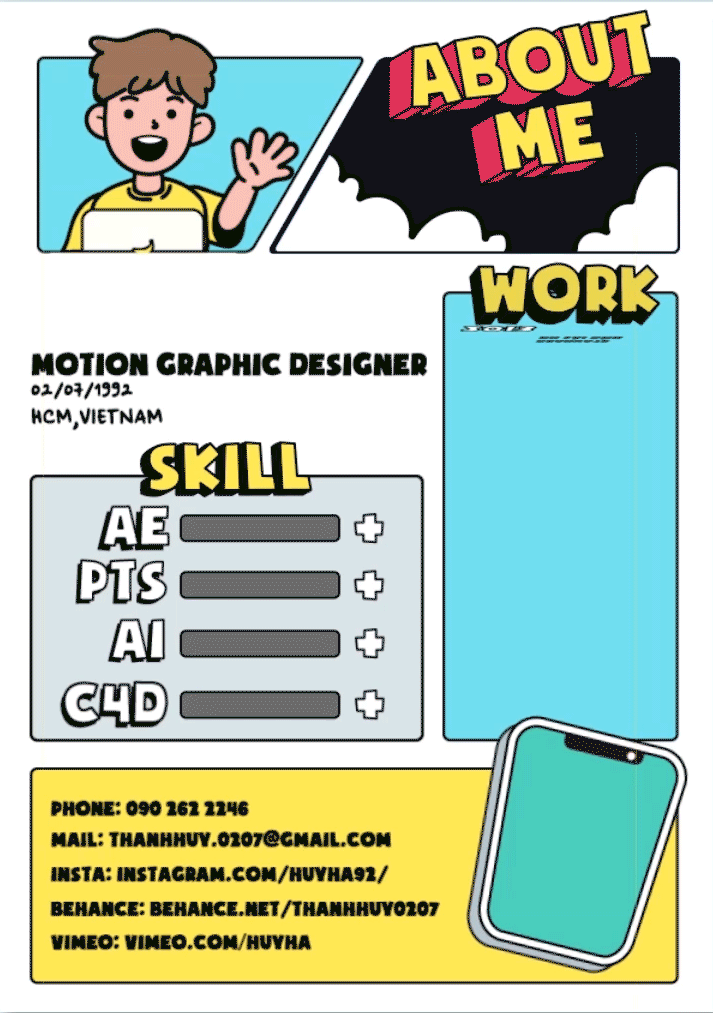 ABOUT
ME
WORK
MOTION GRAPHIC DESIGNER
02/07/1992
HCM,VIETNAM
SKILL
AE
PTS
AI
C4D
PHONE: 090 262 2246
MAIL: THANHHUY.0207@GMAIL.COM
INSTA: INSTAGRAM.COM/HUYHA92/
BEHANCE: BEHANCE.NET/THANHHUY0207
VIMEO: VIMEO.COM/HUYHA